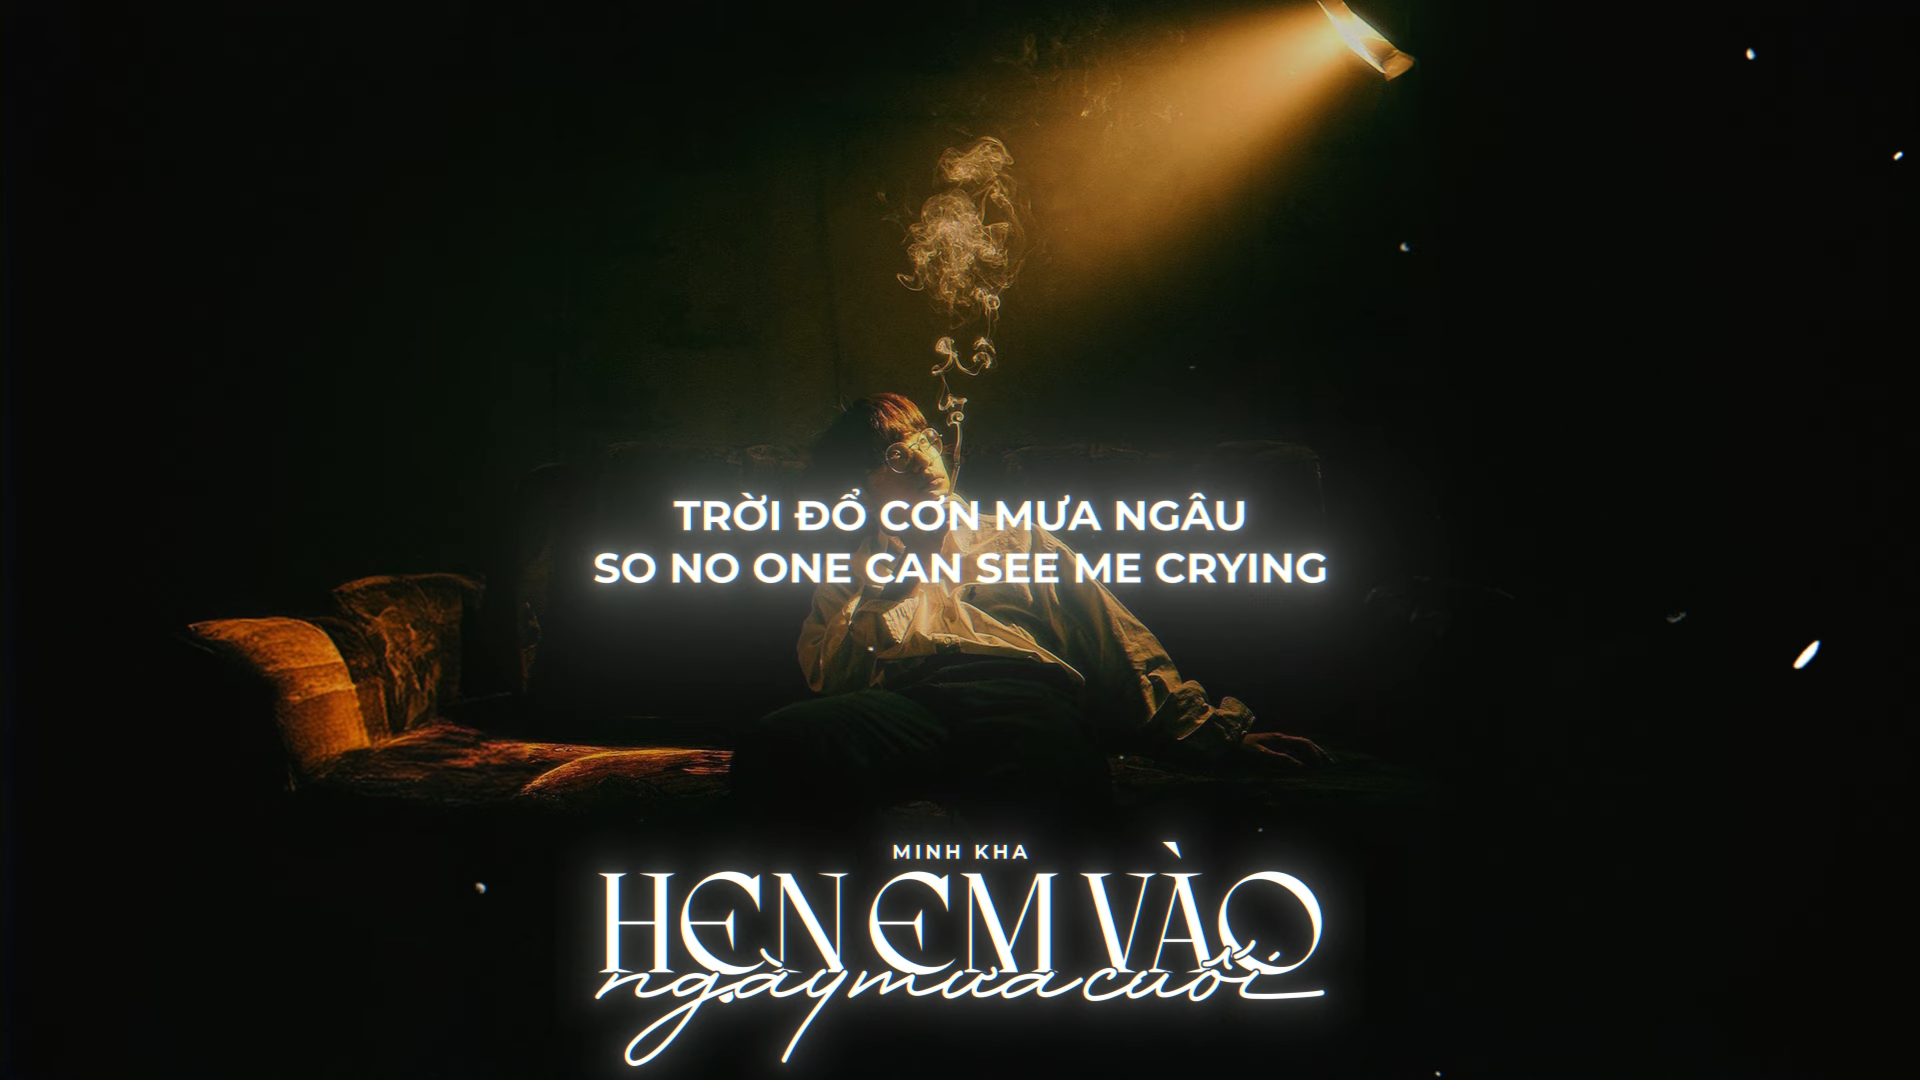 TRỜI ĐỔ CƠN MƯA NGÂU
SO NO ONE CAN SEE ME CRYING
MINH KHA
HẸN EM VÀO
ngày mưa cuối